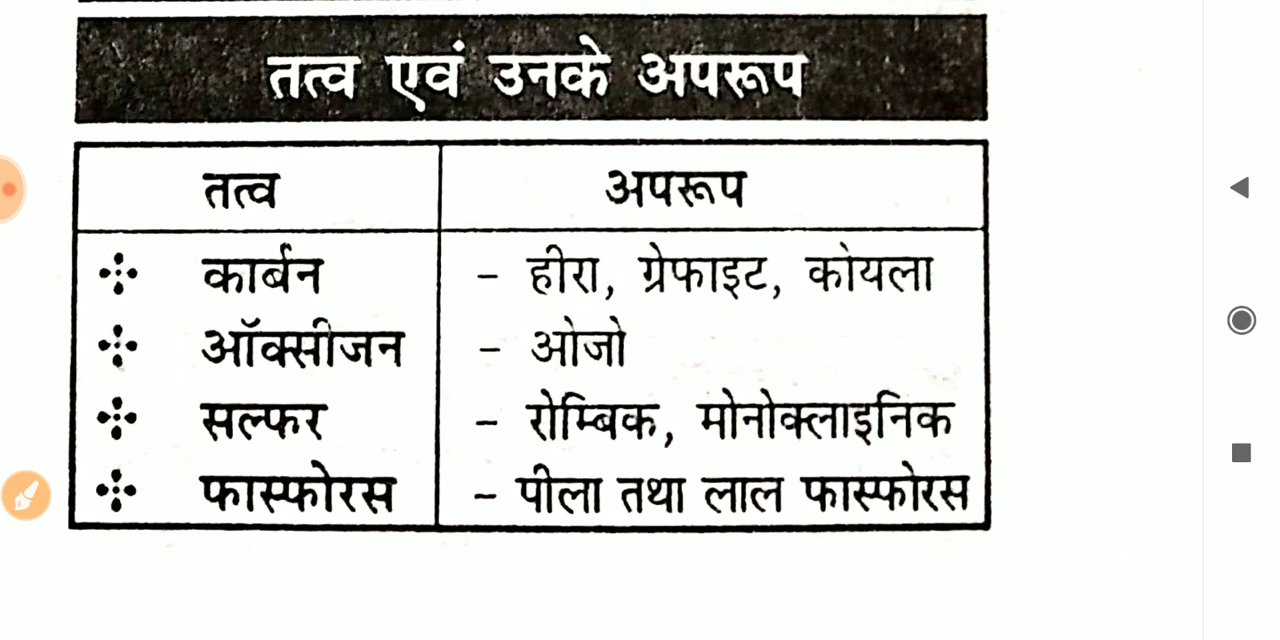 तत्व एवं उनके अपरूप
तत्व अपरूप
कार्बन - हीरा, ग्रेफाइट, कोयला
ऑक्सीजन - ओजो
सल्फर - रोम्बिक, मोनोक्लाइनिक
फास्फोरस - पीला तथा लाल फास्फोरस